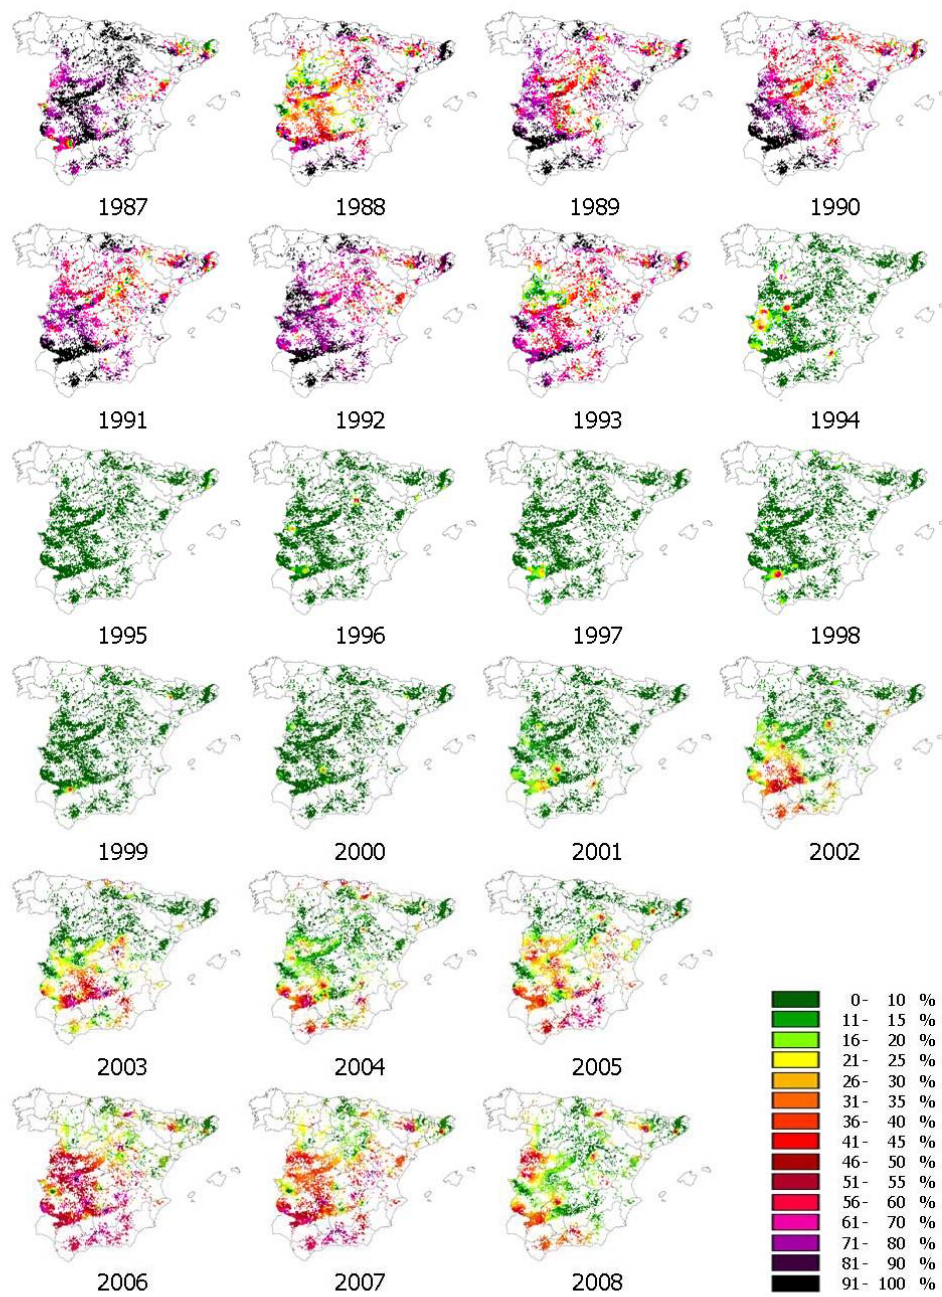 1987 1988 1989 1990
1991 1992 1993 1994
1995 1996 1997 1998
1999 2000 2001 2002
2003 2004 2005
0- 10 %
11- 15 %
16- 20 %
21- 25 %
26- 30 %
31- 35 %
36- 40 %
41- 45 %
46- 50 %
51- 55 %
56- 60 %
61- 70 %
71- 80 %
81- 90 %
91- 100 %
2006 2007 2008